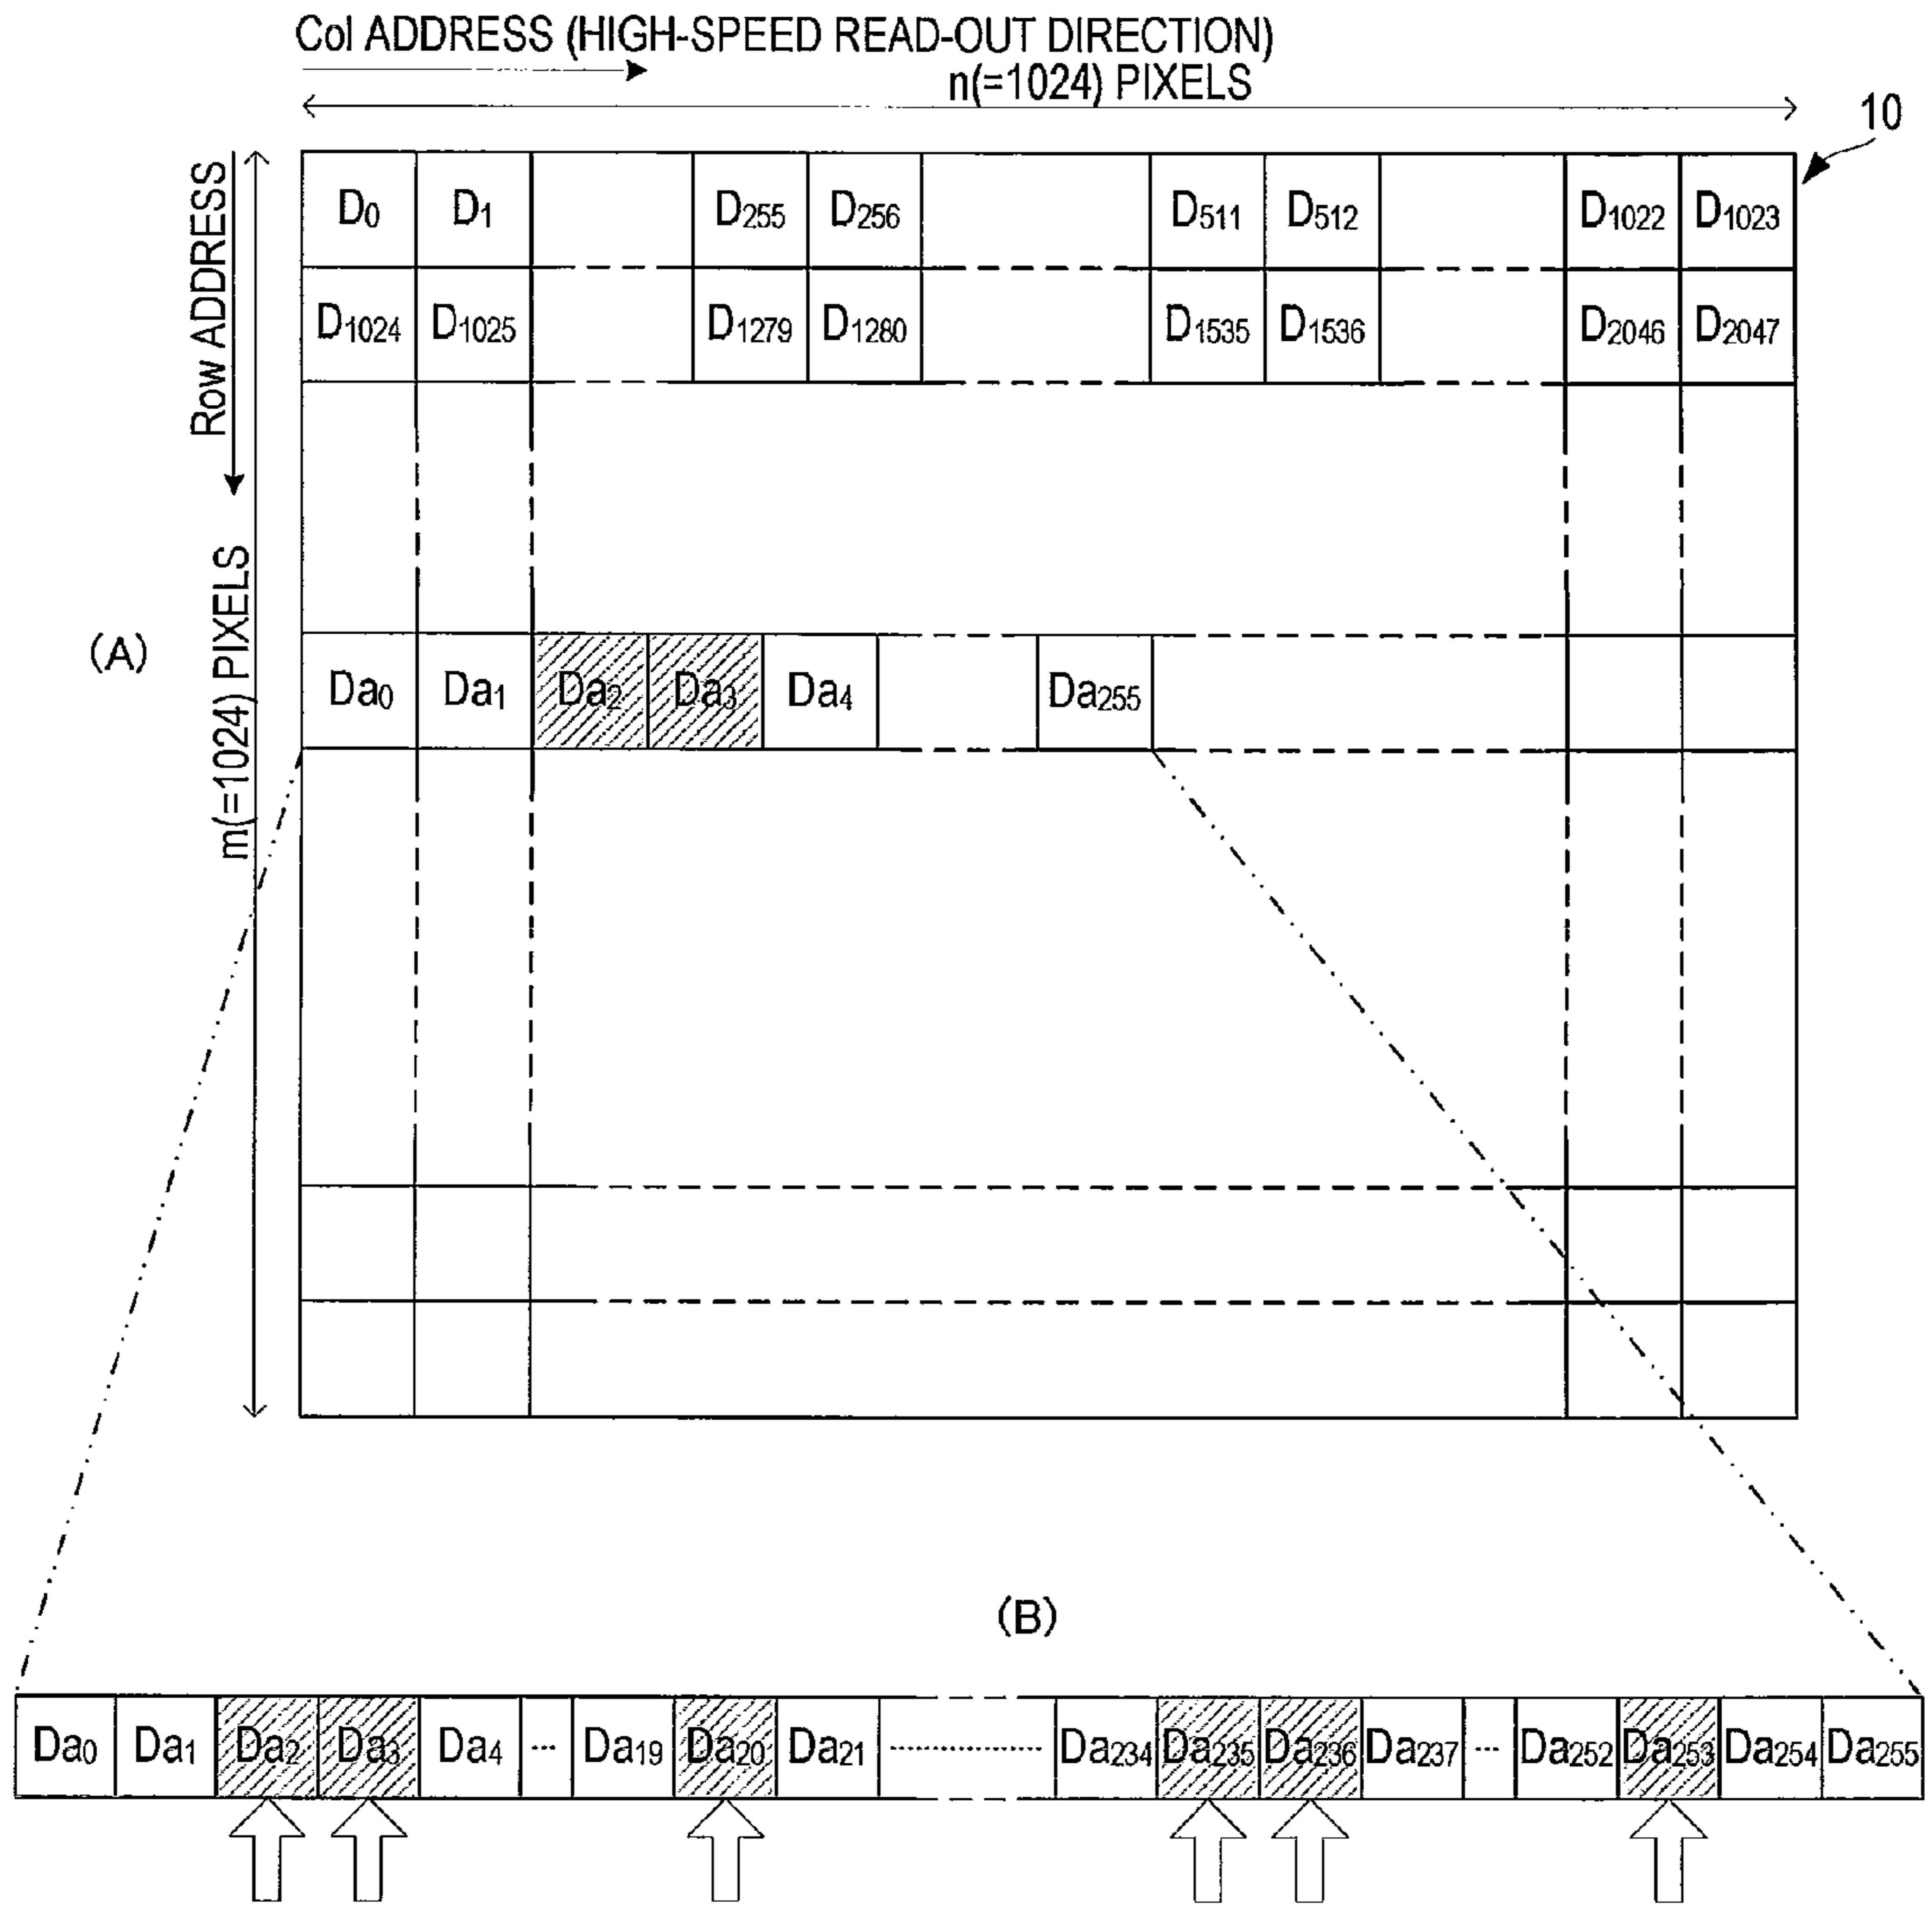 Col ADDRESS (HIGH-SPEED READ-OUT DIRECTION)
n(=1024) PIXELS
10
Row ADDRESS
m(=1024) PIXELS
D0 D1 D255 D256 D511 D512 D1022 D1023
D1024 D1025 D1279 D1280 D1535 D1536 D2046 D2047
(A)
Da0 Da1 Da2 Da3 Da4 Da255
(B)
Da0 Da1 Da2 Da3 Da4 ... Da19 Da20 Da21 .................... Da234 Da235 Da236 Da237 ... Da252 Da253 Da254 Da255